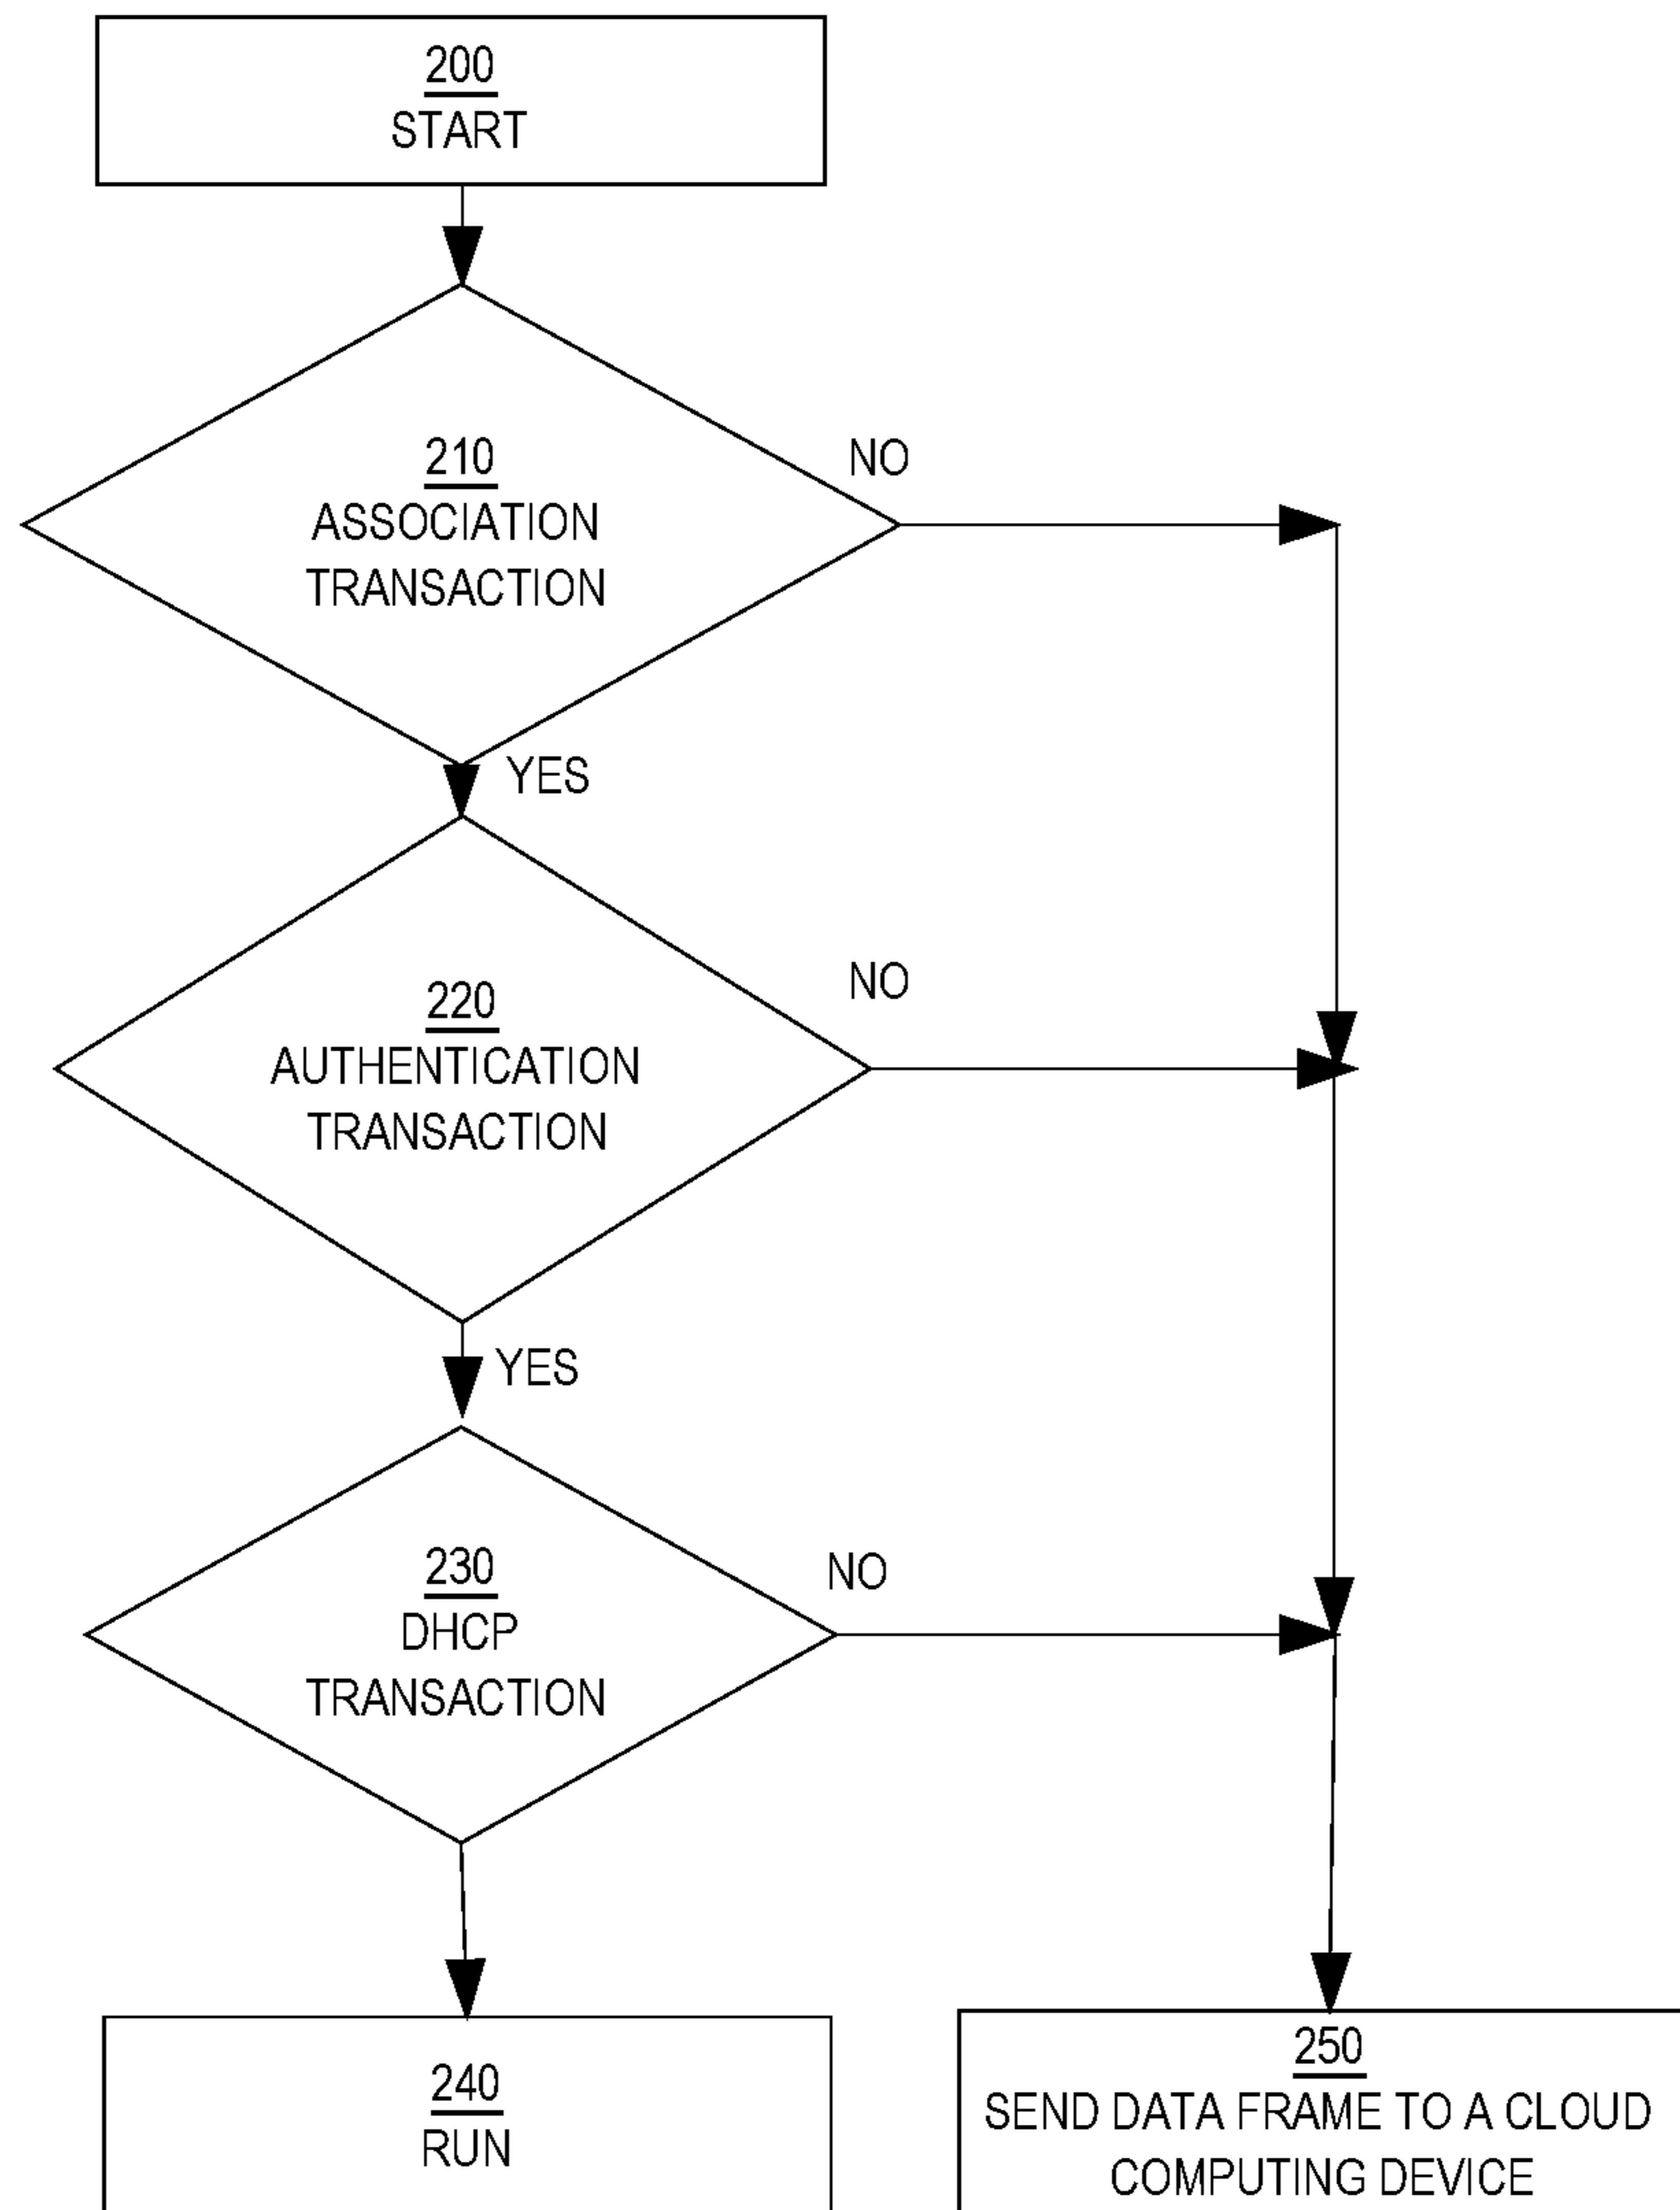 200
START
210
ASSOCIATION
TRANSACTION
NO
YES
220
AUTHENTICATION
TRANSACTION
NO
YES
230
DHCP
TRANSACTION
NO
240
RUN
250
SEND DATA FRAME TO A CLOUD
COMPUTING DEVICE